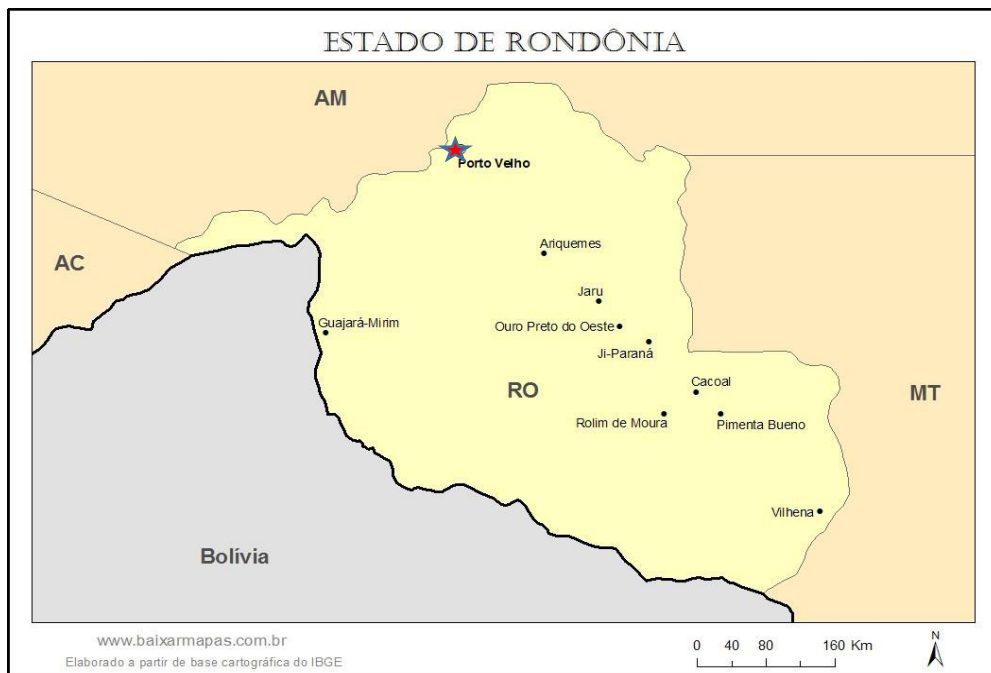 ESTADO DE RONDÔNIA
AM
Porto Velho
Ariquemes
AC
Jaru
Guajará-Mirim
Ouro Preto do Oeste
Ji-Paraná
Cacoal
RO
MT
Rolim de Moura
Pimenta Bueno
Vilhena
Bolívia
www.baixarmapas.com.br
Elaborado a partir de base cartográfica do IBGE
0 40 80 160 Km
N